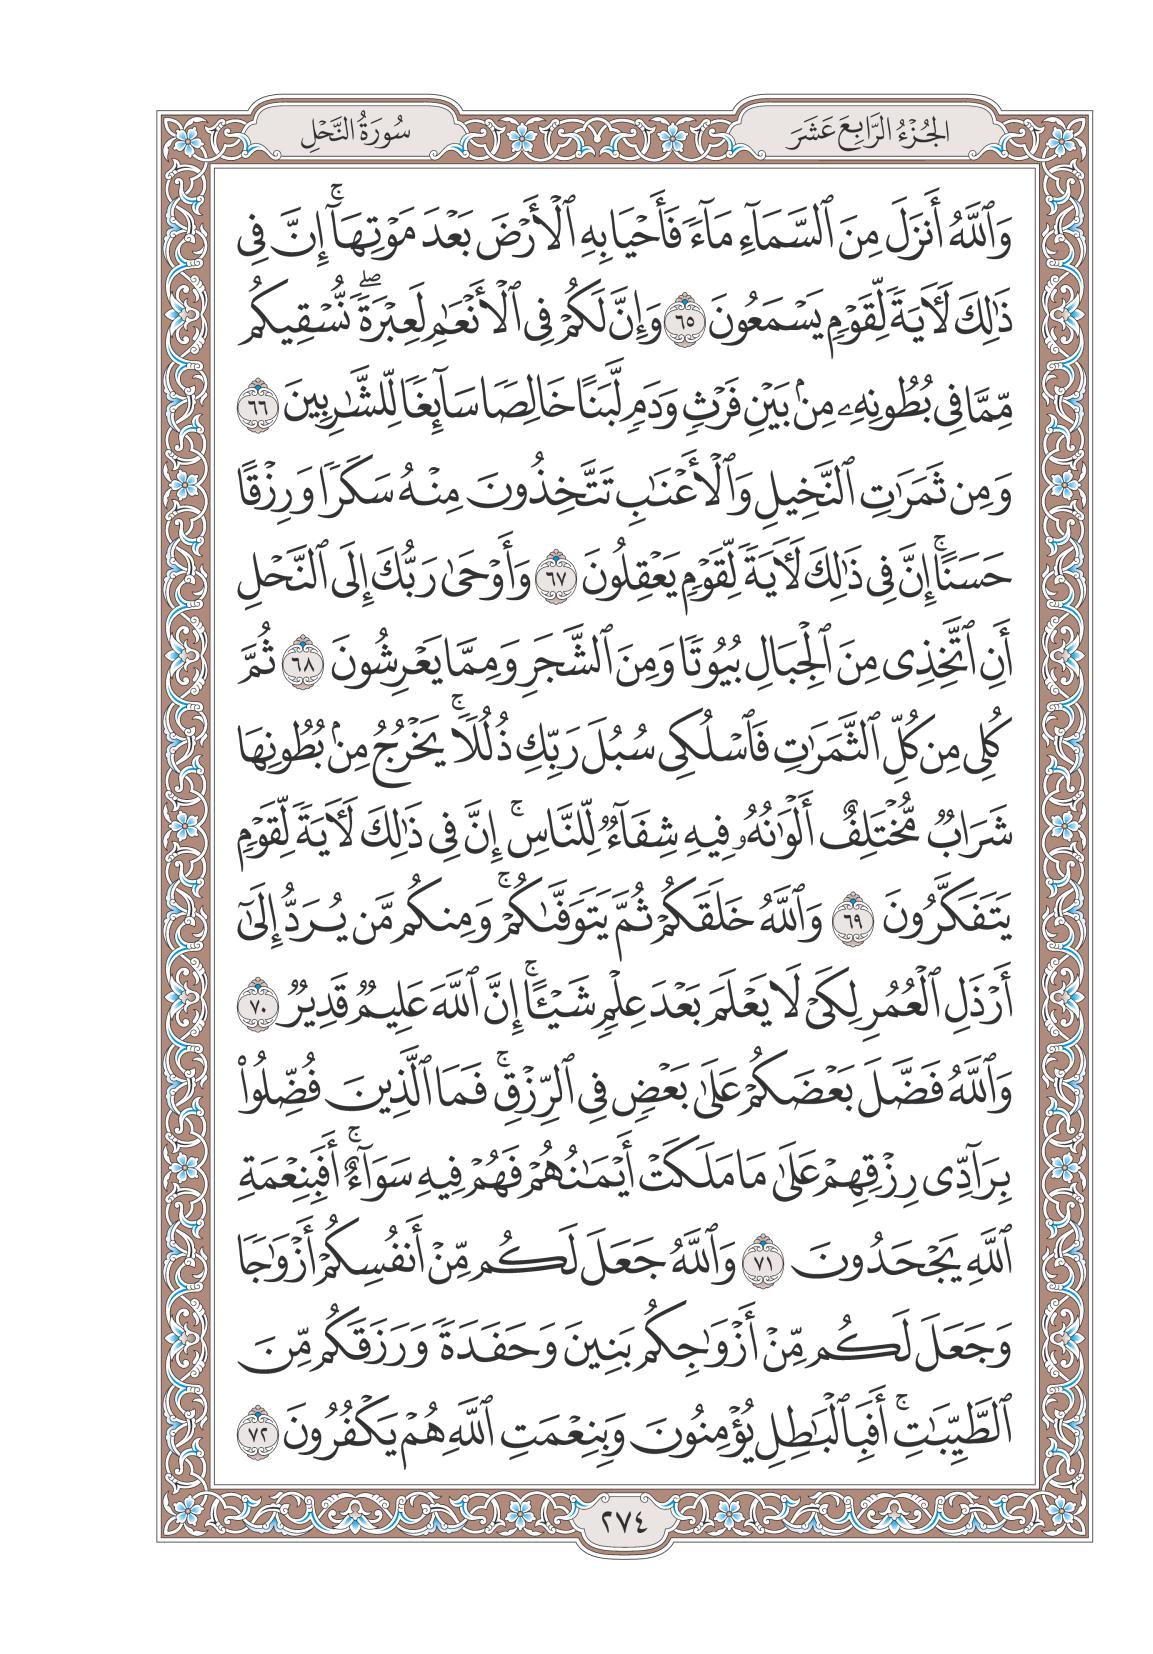 الجُزْءُ الرَّابِعَ عَشَرَ
سُورَةُ النَّحْلِ
وَٱللَّهُ أَنزَلَ مِنَ ٱلسَّمَآءِ مَآءٗ فَأَحۡيَا بِهِ ٱلۡأَرۡضَ بَعۡدَ مَوۡتِهَآۚ إِنَّ فِي
ذَٰلِكَ لَأٓيَةٗ لِّقَوۡمٖ يَسۡمَعُونَ ٦٥ وَإِنَّ لَكُمۡ فِي ٱلۡأَنۡعَٰمِ لَعِبۡرَةٗۖ نُّسۡقِيكُم
مِّمَّا فِي بُطُونِهِۦ مِنۢ بَيۡنِ فَرۡثٖ وَدَمٖ لَّبَنًا خَالِصٗا سَآئِغٗا لِّلشَّٰرِبِينَ ٦٦
وَمِن ثَمَرَٰتِ ٱلنَّخِيلِ وَٱلۡأَعۡنَٰبِ تَتَّخِذُونَ مِنۡهُ سَكَرٗا وَرِزۡقًا
حَسَنًاۚ إِنَّ فِي ذَٰلِكَ لَأٓيَةٗ لِّقَوۡمٖ يَعۡقِلُونَ ٦٧ وَأَوۡحَىٰ رَبُّكَ إِلَى ٱلنَّحۡلِ
أَنِ ٱتَّخِذِي مِنَ ٱلۡجِبَالِ بُيُوتٗا وَمِنَ ٱلشَّجَرِ وَمِمَّا يَعۡرِشُونَ ٦٨ ثُمَّ
كُلِي مِن كُلِّ ٱلثَّمَرَٰتِ فَٱسۡلُكِي سُبُلَ رَبِّكِ ذُلُلٗاۚ يَخۡرُجُ مِنۢ بُطُونِهَا
شَرَابٞ مُّخۡتَلِفٌ أَلۡوَٰنُهُۥ فِيهِ شِفَآءٞ لِّلنَّاسِۚ إِنَّ فِي ذَٰلِكَ لَأٓيَةٗ لِّقَوۡمٖ
يَتَفَكَّرُونَ ٦٩ وَٱللَّهُ خَلَقَكُمۡ ثُمَّ يَتَوَفَّىٰكُمۡۚ وَمِنكُم مَّن يُرَدُّ إِلَىٰٓ
أَرۡذَلِ ٱلۡعُمُرِ لِكَيۡ لَا يَعۡلَمَ بَعۡدَ عِلۡمٖ شَيۡـًٔاۚ إِنَّ ٱللَّهَ عَلِيمٞ قَدِيرٞ ٧٠
وَٱللَّهُ فَضَّلَ بَعۡضَكُمۡ عَلَىٰ بَعۡضٖ فِي ٱلرِّزۡقِۚ فَمَا ٱلَّذِينَ فُضِّلُواْ
بِرَآدِّي رِزۡقِهِمۡ عَلَىٰ مَا مَلَكَتۡ أَيۡمَٰنُهُمۡ فَهُمۡ فِيهِ سَوَآءٌۚ أَفَبِنِعۡمَةِ
ٱللَّهِ يَجۡحَدُونَ ٧١ وَٱللَّهُ جَعَلَ لَكُم مِّنۡ أَنفُسِكُمۡ أَزۡوَٰجٗا
وَجَعَلَ لَكُم مِّنۡ أَزۡوَٰجِكُم بَنِينَ وَحَفَدَةٗ وَرَزَقَكُم مِّنَ
ٱلطَّيِّبَٰتِۚ أَفَبِٱلۡبَٰطِلِ يُؤۡمِنُونَ وَبِنِعۡمَتِ ٱللَّهِ هُمۡ يَكۡفُرُونَ ٧٢
٢٧٤